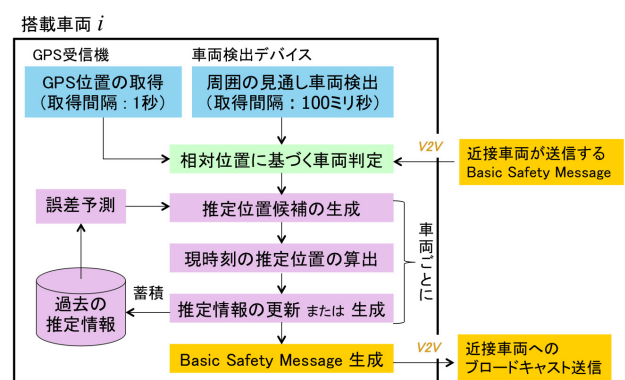 搭載車両 i
GPS受信機
車両検出デバイス
GPS位置の取得
(取得間隔:1秒)
周囲の見通し車両検出
(取得間隔:100ミリ秒)
V2V
相対位置に基づく車両判定
近接車両が送信する
Basic Safety Message
誤差予測
推定位置候補の生成
車両ごとに
現時刻の推定位置の算出
過去の
推定情報
蓄積
推定情報の更新 または 生成
Basic Safety Message 生成
V2V
近接車両への
ブロードキャスト送信